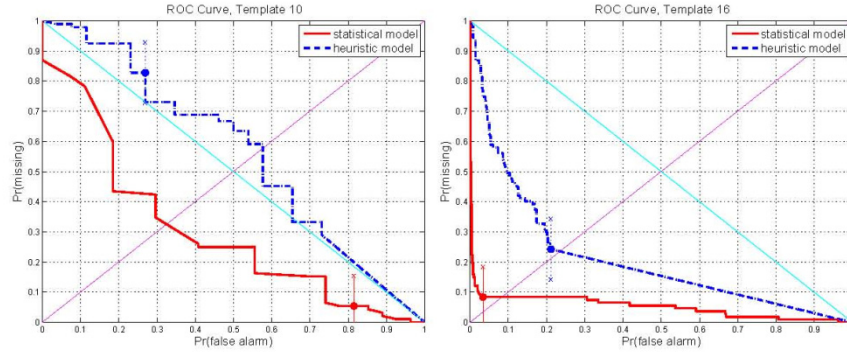 ROC Curve, Template 10
statistical model
heuristic model
Pr(missing)
1
0.9
0.8
0.7
0.6
0.5
0.4
0.3
0.2
0.1
0
0 0.1 0.2 0.3 0.4 0.5 0.6 0.7 0.8 0.9 1
Pr(false alarm)
ROC Curve, Template 16
statistical model
heuristic model
Pr(missing)
1
0.9
0.8
0.7
0.6
0.5
0.4
0.3
0.2
0.1
0
0 0.1 0.2 0.3 0.4 0.5 0.6 0.7 0.8 0.9 1
Pr(false alarm)